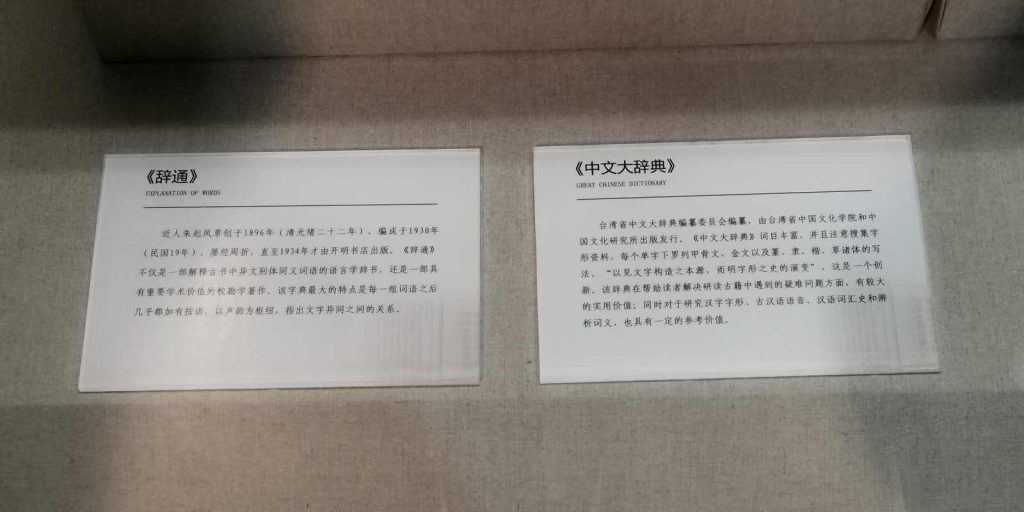 《辞通》
EXPLANATION OF WORDS
近人朱起凤草创于1896年（清光绪二十二年），编成于1930年
（民国19年），屡经周折，直至1934年才由开明书店出版。《辞通》
不仅是一部解释古书中异文别体同义词语的语言学辞书，还是一部具
有重要学术价值的校勘学著作。该字典最大的特点是每一组词语之后
几乎都加有按语，以声韵为枢纽，指出文字异同之间的关系。
《中文大辞典》
GREAT CHINESE DICTIONARY
台湾省中文大辞典编纂委员会编纂，由台湾省中国文化学院和中
国文化研究所出版发行。《中文大辞典》词目丰富，并且注意搜集字
形资料，每个单字下罗列甲骨文，金文以及篆、隶、楷、草诸体的写
法，“以见文字构造之本源，而明字形之史的演变”，这是一个创
新。该辞典在帮助读者解决研读古籍中遇到的疑难问题方面，有较大
的实用价值；同时对于研究汉字字形、古汉语语音、汉语词汇史和辨
析词义，也具有一定的参考价值。